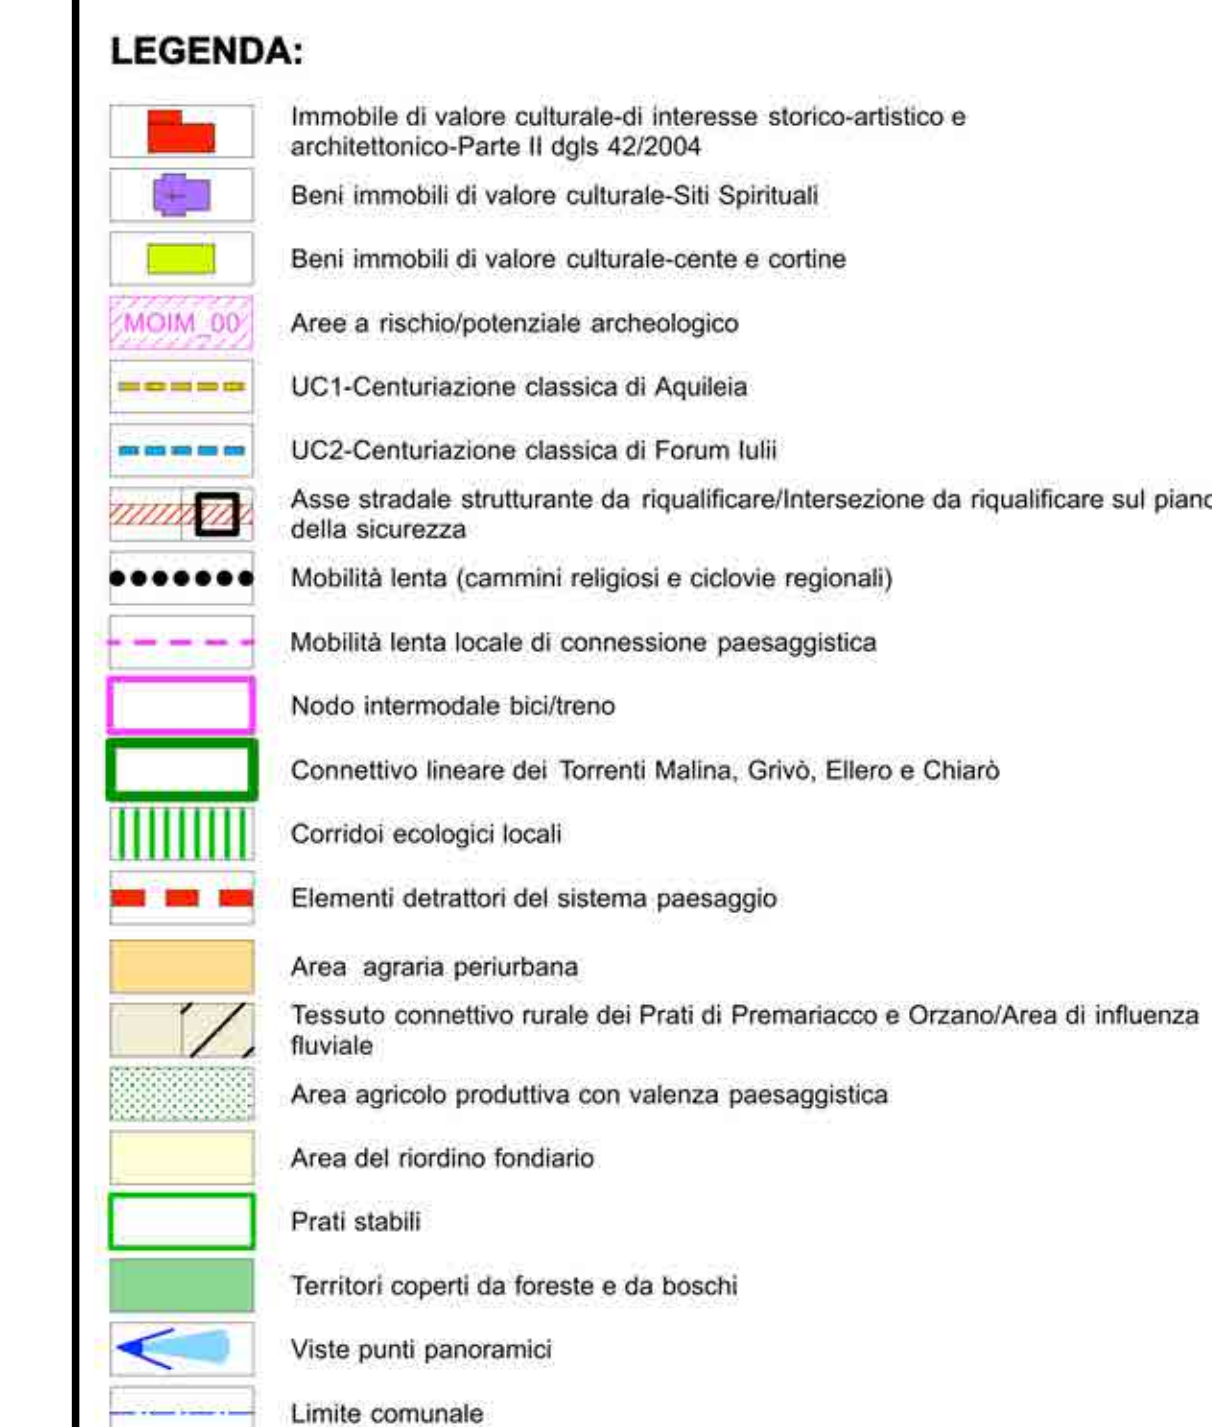 LEGENDA:
Immobile di valore culturale-di interesse storico-artistico e
architettonico-Parte II dgls 42/2004
Beni immobili di valore culturale-Siti Spirituali
Beni immobili di valore culturale-cente e cortine
MOIM_00
Aree a rischio/potenziale archeologico
UC1-Centuriazione classica di Aquileia
UC2-Centuriazione classica di Forum Iulii
Asse stradale strutturante da riqualificare/Intersezione da riqualificare sul piano
della sicurezza
Mobilità lenta (cammini religiosi e ciclovie regionali)
Mobilità lenta locale di connessione paesaggistica
Nodo intermodale bici/treno
Connettivo lineare dei Torrenti Malina, Grivò, Ellero e Chiarò
Corridoi ecologici locali
Elementi detrattori del sistema paesaggio
Area agraria periurbana
Tessuto connettivo rurale dei Prati di Premariacco e Orzano/Area di influenza
fluviale
Area agricolo produttiva con valenza paesaggistica
Area del riordino fondiario
Prati stabili
Territori coperti da foreste e da boschi
Viste punti panoramici
Limite comunale